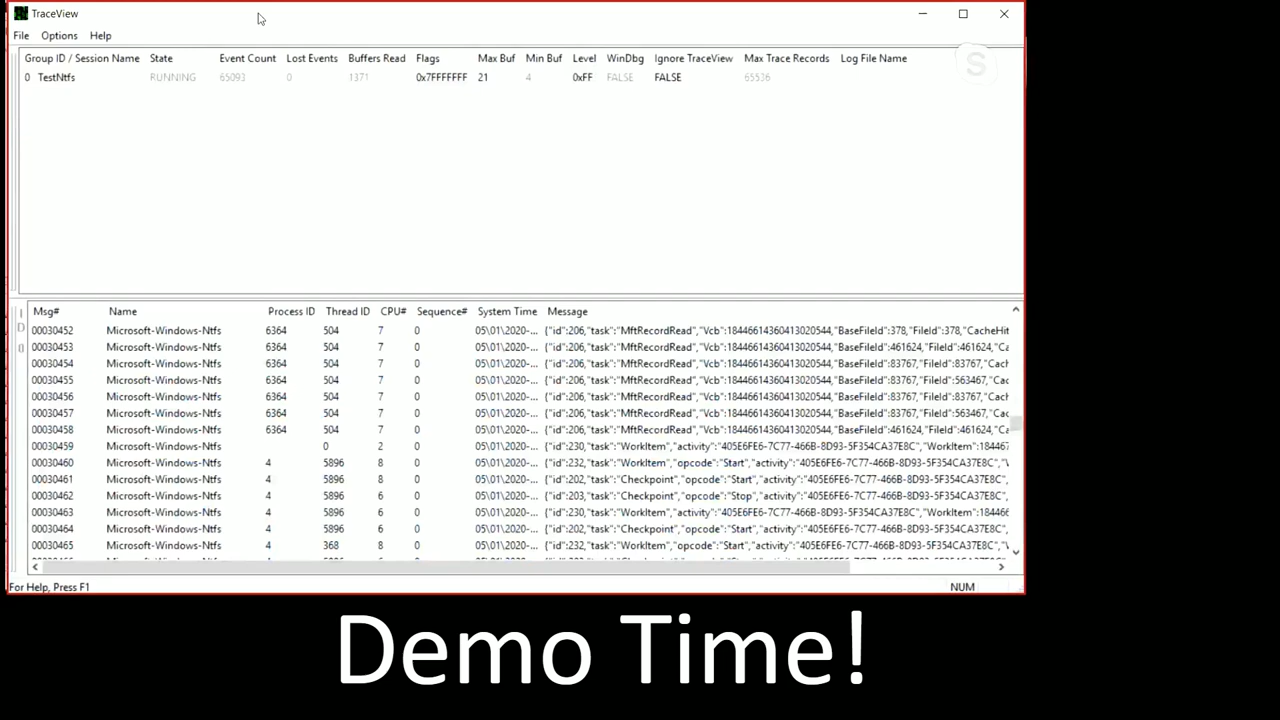 TraceView
File Options Help
Group ID / Session Name State Event Count Lost Events Buffers Read Flags Max Buf Min Buf Level WinDbg Ignore TraceView Max Trace Records Log File Name
0 TestNtfs RUNNING 65093 0 1371 0x7FFFFFFF 21 4 0xFF FALSE FALSE 65536
Msg# Name Process ID Thread ID CPU# Sequence# System Time Message
00030452 Microsoft-Windows-Ntfs 6364 504 7 0 05\01\2020-... {"id":206,"task":"MftRecordRead","Vcb":18446614360413020544,"BaseFileId":378,"FileId":378,"CacheHit
00030453 Microsoft-Windows-Ntfs 6364 504 7 0 05\01\2020-... {"id":206,"task":"MftRecordRead","Vcb":18446614360413020544,"BaseFileId":461624,"FileId":461624,"Cac
00030454 Microsoft-Windows-Ntfs 6364 504 7 0 05\01\2020-... {"id":206,"task":"MftRecordRead","Vcb":18446614360413020544,"BaseFileId":83767,"FileId":83767,"Cach
00030455 Microsoft-Windows-Ntfs 6364 504 7 0 05\01\2020-... {"id":206,"task":"MftRecordRead","Vcb":18446614360413020544,"BaseFileId":83767,"FileId":563467,"Cac
00030456 Microsoft-Windows-Ntfs 6364 504 7 0 05\01\2020-... {"id":206,"task":"MftRecordRead","Vcb":18446614360413020544,"BaseFileId":83767,"FileId":83767,"Cach
00030457 Microsoft-Windows-Ntfs 6364 504 7 0 05\01\2020-... {"id":206,"task":"MftRecordRead","Vcb":18446614360413020544,"BaseFileId":83767,"FileId":563467,"Cac
00030458 Microsoft-Windows-Ntfs 6364 504 7 0 05\01\2020-... {"id":206,"task":"MftRecordRead","Vcb":18446614360413020544,"BaseFileId":461624,"FileId":461624,"Ca
00030459 Microsoft-Windows-Ntfs 0 2 0 05\01\2020-... {"id":230,"task":"WorkItem","activity":"405E6FE6-7C77-466B-8D93-5F354CA37E8C","WorkItem":184467
00030460 Microsoft-Windows-Ntfs 4 5896 8 0 05\01\2020-... {"id":232,"task":"WorkItem","opcode":"Start","activity":"405E6FE6-7C77-466B-8D93-5F354CA37E8C","
00030461 Microsoft-Windows-Ntfs 4 5896 8 0 05\01\2020-... {"id":202,"task":"Checkpoint","opcode":"Start","activity":"405E6FE6-7C77-466B-8D93-5F354CA37E8C",
00030462 Microsoft-Windows-Ntfs 4 5896 6 0 05\01\2020-... {"id":203,"task":"Checkpoint","opcode":"Stop","activity":"405E6FE6-7C77-466B-8D93-5F354CA37E8C",
00030463 Microsoft-Windows-Ntfs 4 5896 6 0 05\01\2020-... {"id":230,"task":"WorkItem","activity":"405E6FE6-7C77-466B-8D93-5F354CA37E8C","WorkItem":184466
00030464 Microsoft-Windows-Ntfs 4 5896 6 0 05\01\2020-... {"id":202,"task":"Checkpoint","opcode":"Start","activity":"405E6FE6-7C77-466B-8D93-5F354CA37E8C",
00030465 Microsoft-Windows-Ntfs 4 368 8 0 05\01\2020-... {"id":232,"task":"WorkItem","opcode":"Start","activity":"405E6FE6-7C77-466B-8D93-5F354CA37E8C","
For Help, Press F1 NUM
Demo Time!